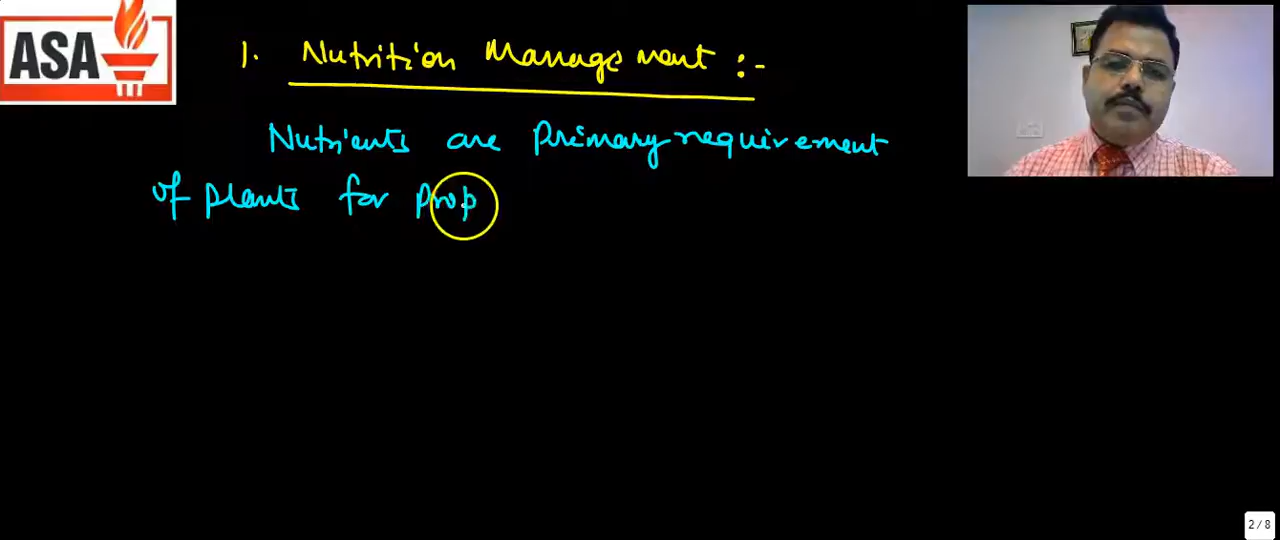 ASA
1. Nutrition Management :-
Nutrients are Primary requirement
of plants for prop
2/8